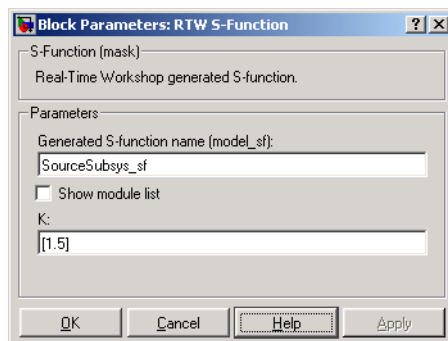 Block Parameters: RTW S-Function
S-Function (mask)
Real-Time Workshop generated S-function.
Parameters
Generated S-function name (model_sf):
SourceSubsys_sf
Show module list
K:
[1.5]
OK Cancel Help Apply